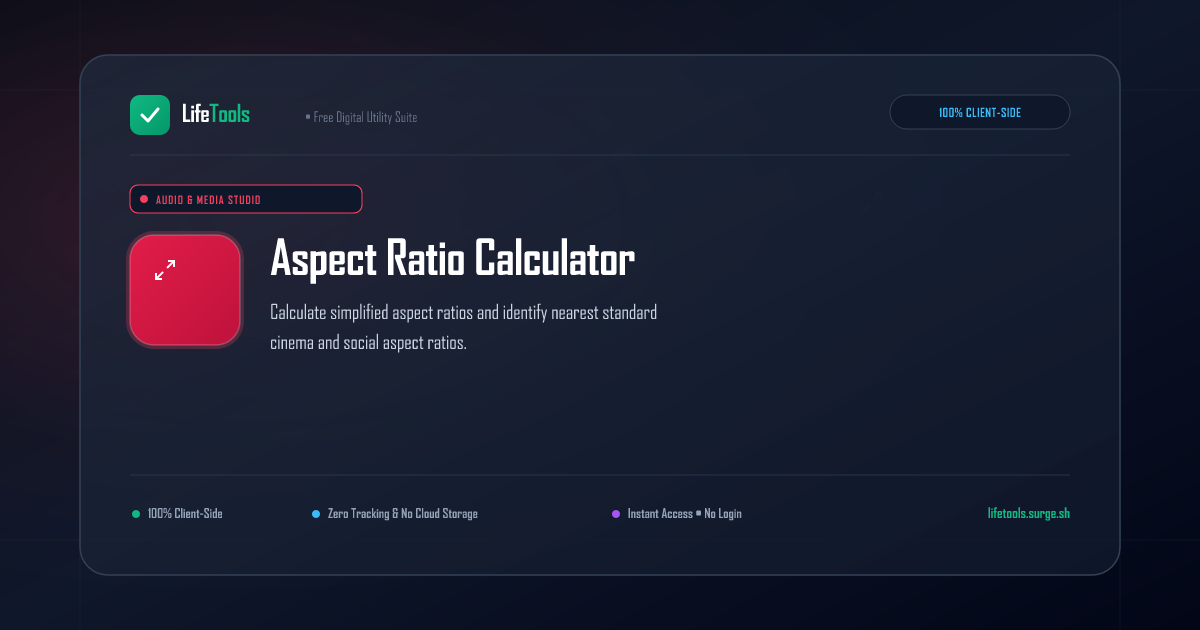 LifeTools
▪ Free Digital Utility Suite
100% CLIENT-SIDE
AUDIO & MEDIA STUDIO
Aspect Ratio Calculator
Calculate simplified aspect ratios and identify nearest standard
cinema and social aspect ratios.
100% Client-Side
Zero Tracking & No Cloud Storage
Instant Access ▪ No Login
lifetools.surge.sh